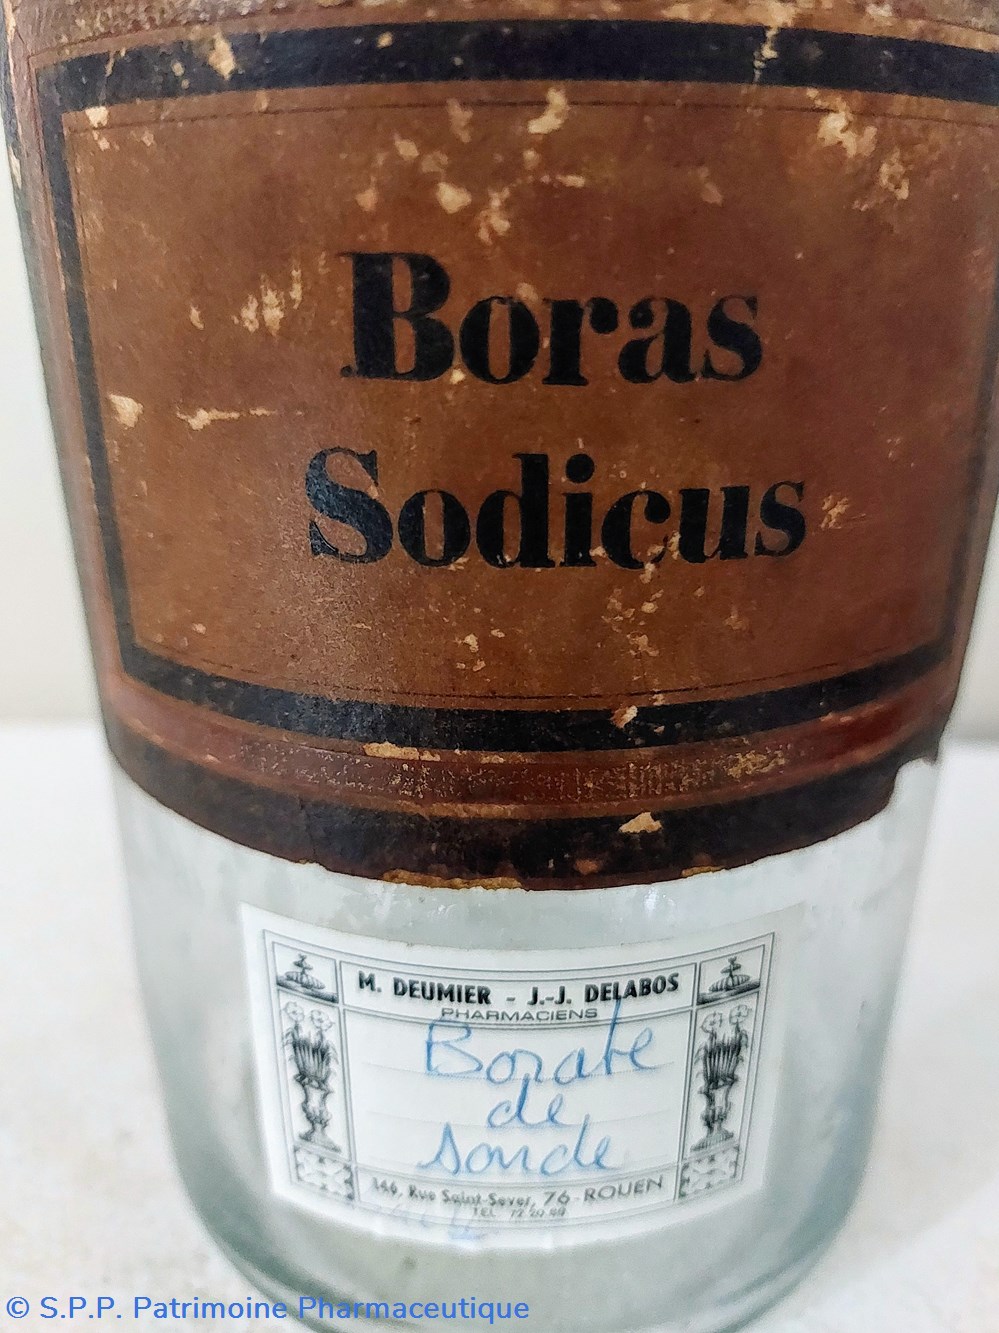 Boras
Sodicus
M. DEUMIER - J.-J. DELABOS
PHARMACIENS
Borate
de
soude
146, Rue Saint-Sever, 76-ROUEN
TEL 72.20.69
© S.P.P. Patrimoine Pharmaceutique